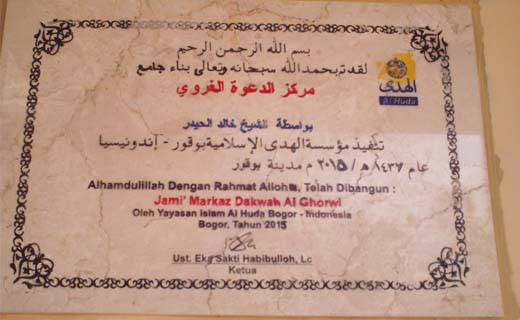 بسم الله الرحمن الرحيم
لقد تم بحمد الله سبحانه وتعالى بناء جامع
مركز الدعوة الغروي
الهدى
Al Huda
بواسطة الشيخ خالد الحيدر
تنفيذ مؤسسة الهدى الإسلامية بوقور - إندونيسيا
عام ١٤٣٧ ه / ٢٠١٥ م مدينة بوقور
Alhamdulillah Dengan Rahmat Alloh, Telah Dibangun :
Jami' Markaz Dakwah Al Ghorwi
Oleh Yayasan Islam Al Huda Bogor - Indonesia
Bogor, Tahun 2015
Ust. Eka Sakti Habibulloh, Lc
Ketua